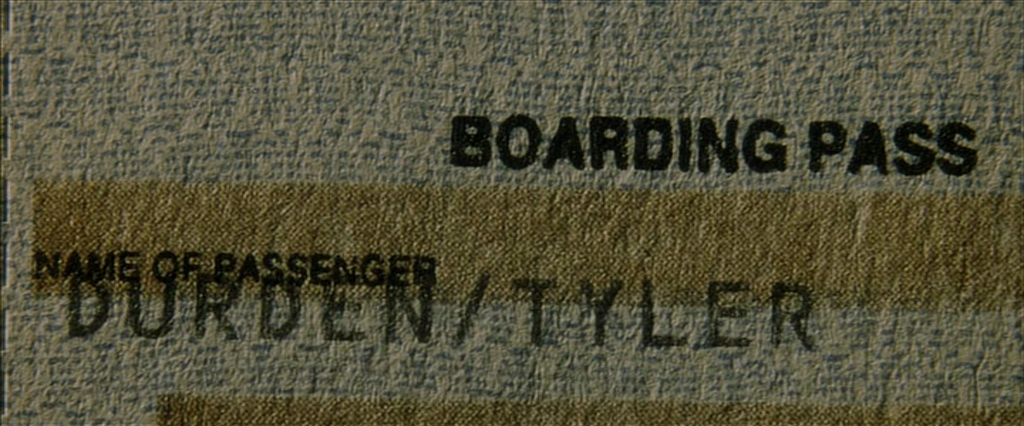 BOARDING PASS
NAME OF PASSENGER
DURDEN/TYLER